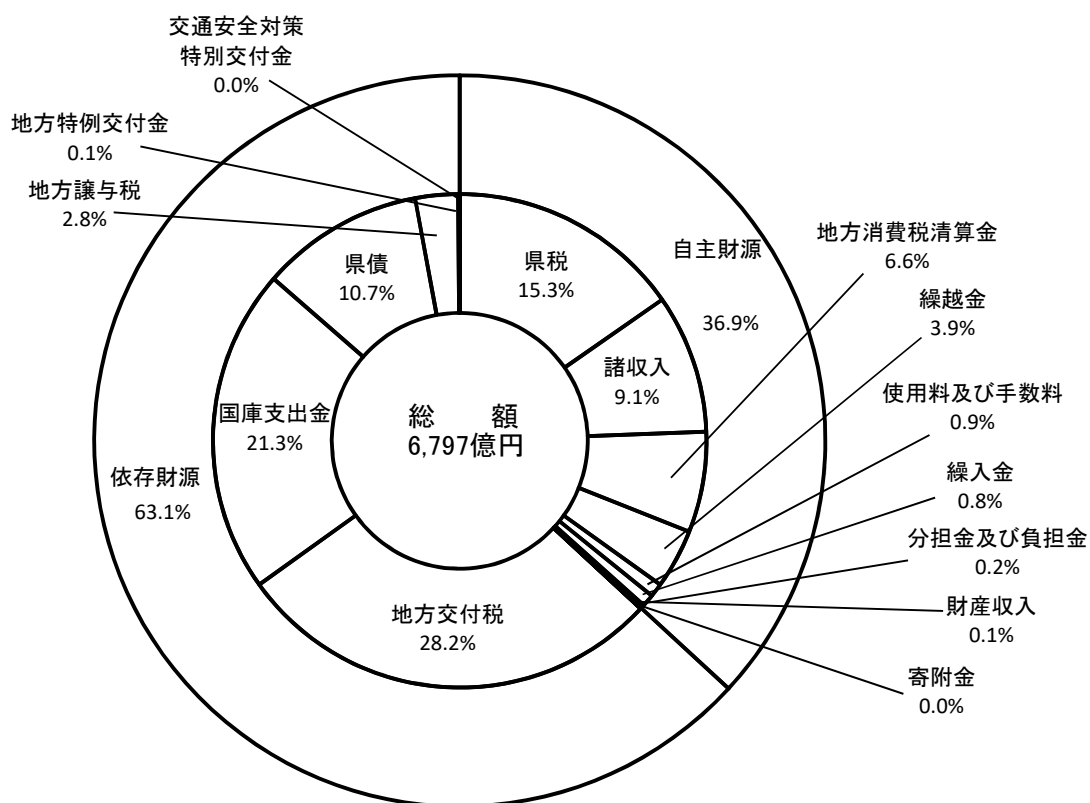 交通安全対策
特別交付金
0.0%
地方特例交付金
0.1%
地方譲与税
2.8%
県債
10.7%
県税
15.3%
自主財源
36.9%
地方消費税清算金
6.6%
繰越金
3.9%
諸収入
9.1%
使用料及び手数料
0.9%
国庫支出金
21.3%
総 額
6,797億円
依存財源
63.1%
繰入金
0.8%
分担金及び負担金
0.2%
財産収入
0.1%
地方交付税
28.2%
寄附金
0.0%